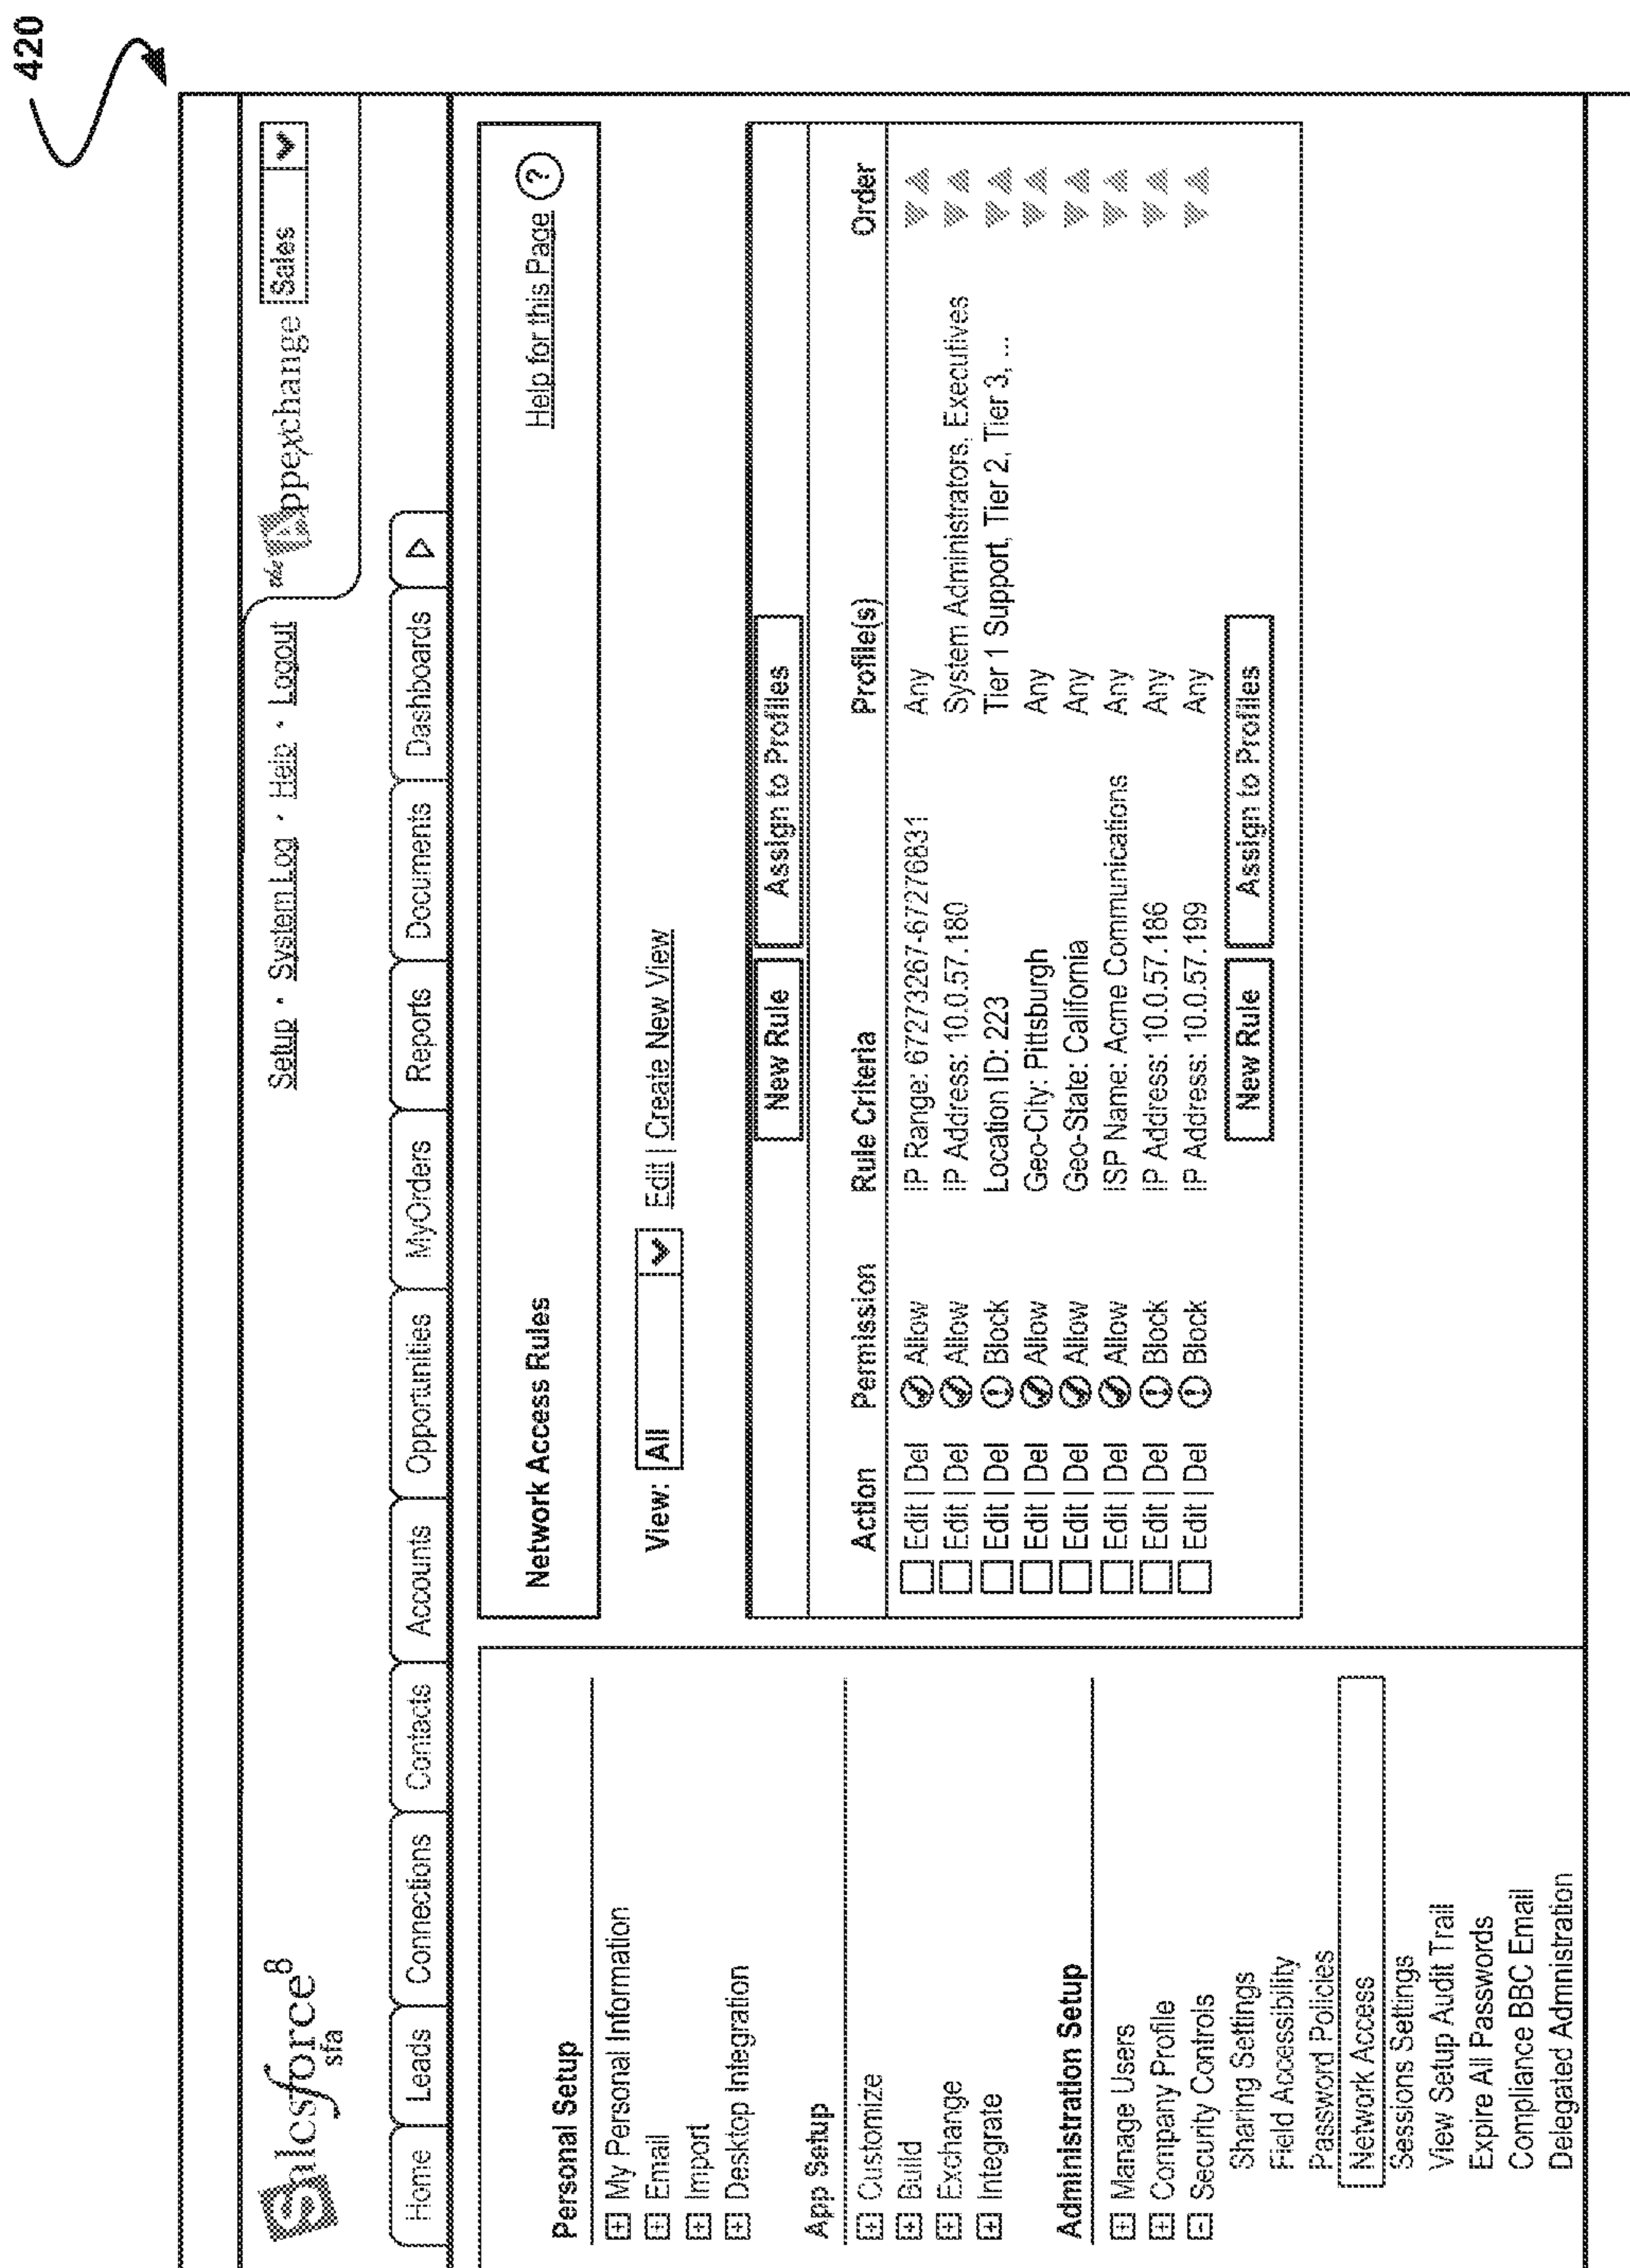 420
Salesforce8
sfa
Setup · System Log · Help · Logout
the Appexchange Sales
Home Leads Connections Contacts Accounts Opportunities MyOrders Reports Documents Dashboards
Personal Setup
My Personal Information
Email
Import
Desktop Integration
App Setup
Customize
Build
Exchange
Integrate
Administration Setup
Manage Users
Company Profile
Security Controls
Sharing Settings
Field Accessibility
Password Policies
Network Access
Sessions Settings
View Setup Audit Trail
Expire All Passwords
Compliance BBC Email
Delegated Administration
Network Access Rules Help for this Page ?
View: All Edit | Create New View
New Rule Assign to Profiles
Action Permission Rule Criteria Profile(s) Order
Edit | Del Allow IP Range: 67273267-67276831 Any
Edit | Del Allow IP Address: 10.0.57.180 System Administrators, Executives
Edit | Del Block Location ID: 223 Tier 1 Support, Tier 2, Tier 3, ...
Edit | Del Allow Geo-City: Pittsburgh Any
Edit | Del Allow Geo-State: California Any
Edit | Del Allow ISP Name: Acme Communications Any
Edit | Del Block IP Address: 10.0.57.186 Any
Edit | Del Block IP Address: 10.0.57.199 Any
New Rule Assign to Profiles